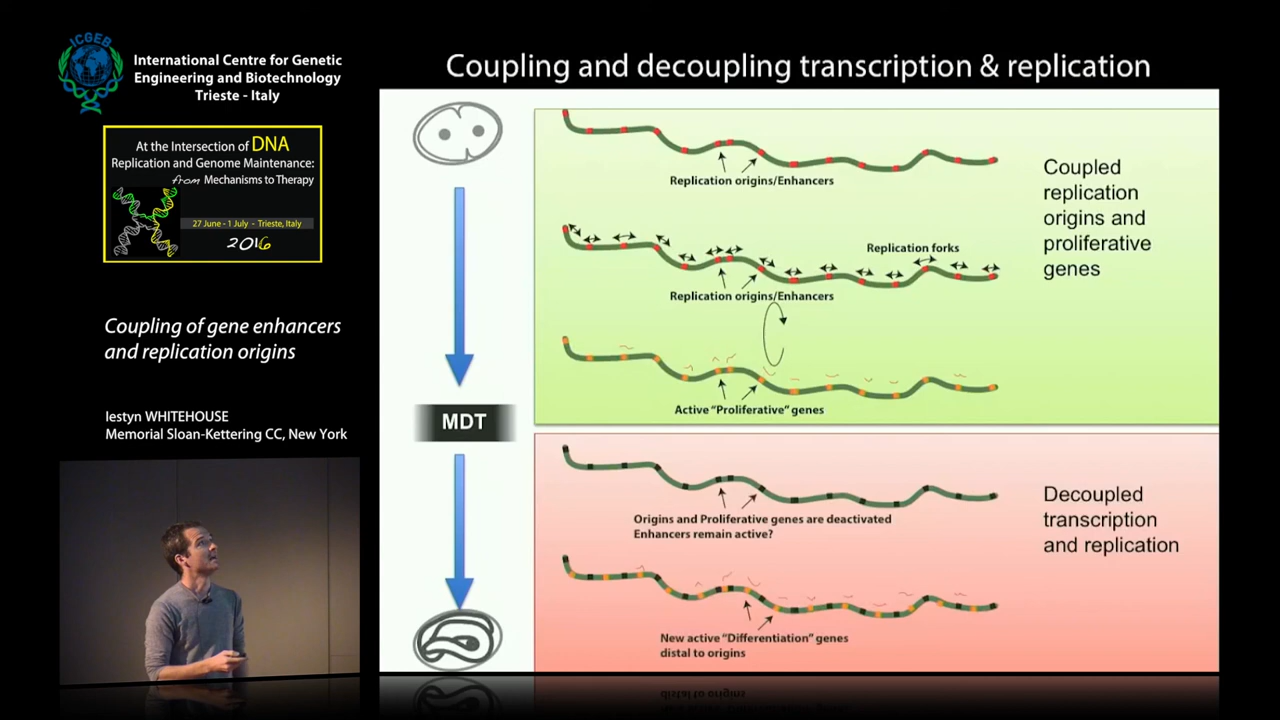 ICGEB
International Centre for Genetic
Engineering and Biotechnology
Trieste - Italy
At the Intersection of DNA
Replication and Genome Maintenance:
from Mechanisms to Therapy
27 June - 1 July - Trieste, Italy
2016
Coupling of gene enhancers
and replication origins
Iestyn WHITEHOUSE
Memorial Sloan-Kettering CC, New York
Coupling and decoupling transcription & replication
Replication origins/Enhancers
Replication forks
Replication origins/Enhancers
Active "Proliferative" genes
Coupled
replication
origins and
proliferative
genes
MDT
Origins and Proliferative genes are deactivated
Enhancers remain active?
New active "Differentiation" genes
distal to origins
Decoupled
transcription
and replication